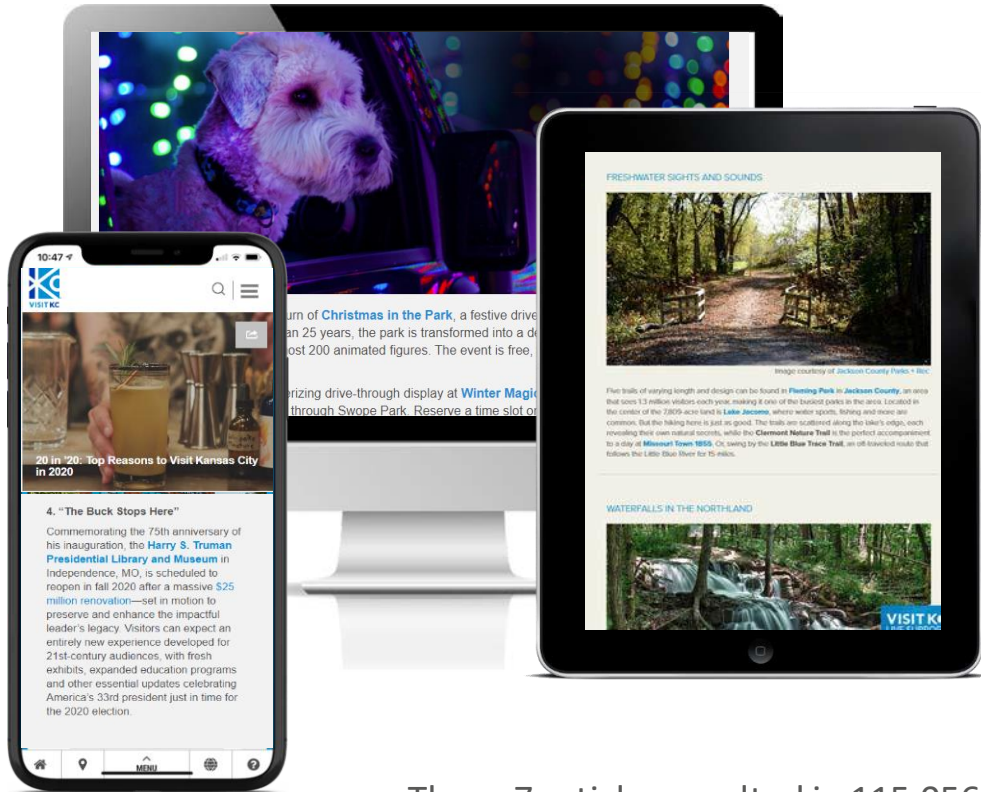 urn of Christmas in the Park, a festive drive
an 25 years, the park is transformed into a de
ost 200 animated figures. The event is free,
erizing drive-through display at Winter Magic
through Swope Park. Reserve a time slot or
10:47
VISIT KC
20 in '20: Top Reasons to Visit Kansas City
in 2020
4. “The Buck Stops Here”
Commemorating the 75th anniversary of
his inauguration, the Harry S. Truman
Presidential Library and Museum in
Independence, MO, is scheduled to
reopen in fall 2020 after a massive $25
million renovation—set in motion to
preserve and enhance the impactful
leader’s legacy. Visitors can expect an
entirely new experience developed for
21st-century audiences, with fresh
exhibits, expanded education programs
and other essential updates celebrating
America’s 33rd president just in time for
the 2020 election.
MENU
FRESHWATER SIGHTS AND SOUNDS
Image courtesy of Jackson County Parks + Rec
Five trails of varying length and design can be found in Fleming Park in Jackson County, an area
that sees 1.3 million visitors each year, making it one of the busiest parks in the area. Located in
the center of the 7,809-acre land is Lake Jacomo, where water sports, fishing and more are
common. But the hiking here is just as good. The trails are scattered along the lake's edge, each
revealing their own natural secrets, while the Clermont Nature Trail is the perfect accompaniment
to a day at Missouri Town 1855. Or, swing by the Little Blue Trace Trail, an oft-traveled route that
follows the Little Blue River for 15 miles.
WATERFALLS IN THE NORTHLAND
VISIT K
These 7 articles resulted in 115,956